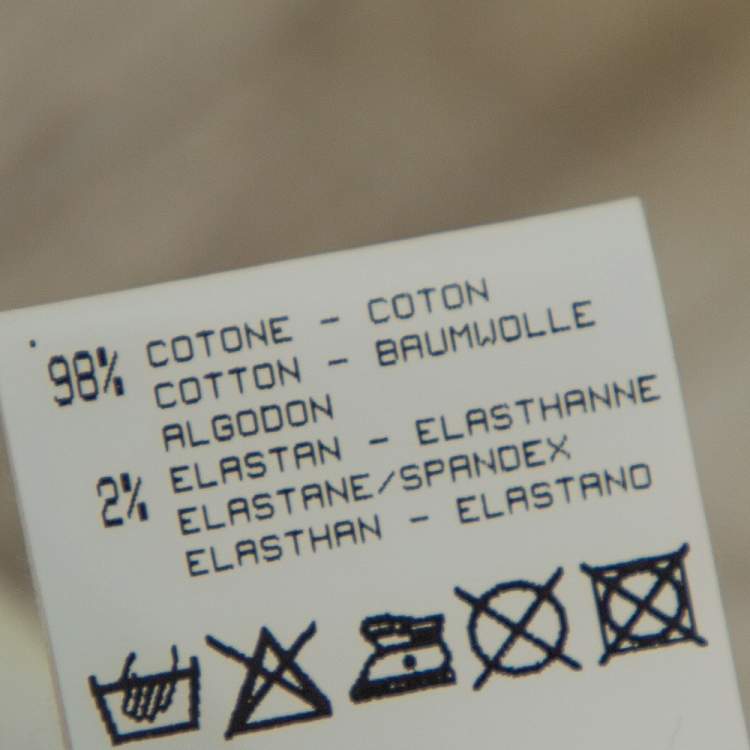 98% COTONE - COTON
COTTON - BAUMWOLLE
ALGODON
2% ELASTAN - ELASTHANNE
ELASTANE/SPANDEX
ELASTHAN - ELASTANO